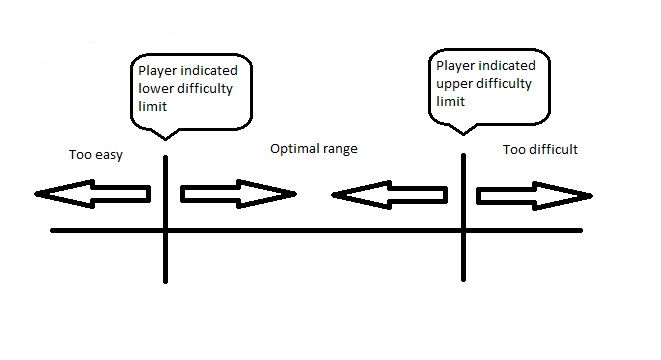 Player indicated
lower difficulty
limit
Player indicated
upper difficulty
limit
Too easy
Optimal range
Too difficult